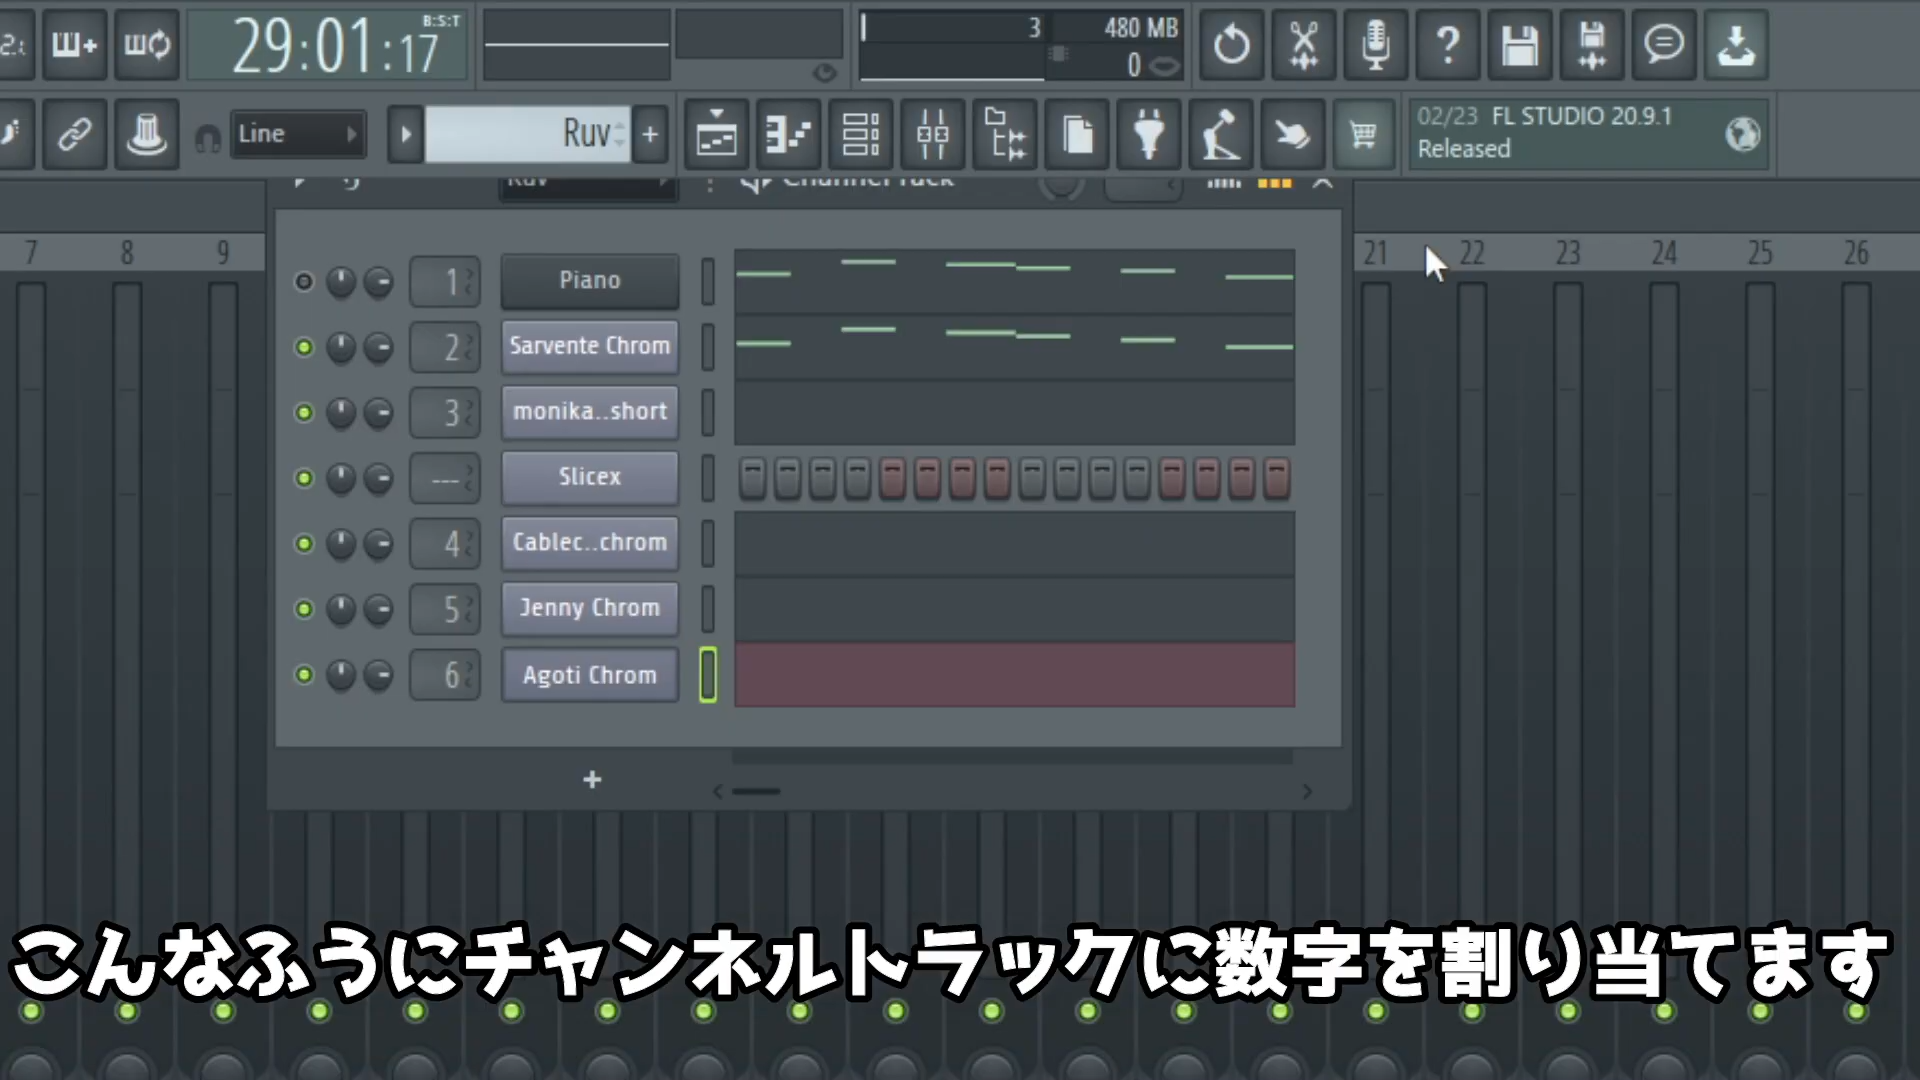 29:01:17
B:S:T
3
480 MB
0
Line
Ruv
+
02/23 FL STUDIO 20.9.1
Released
Ruv
Channel rack
7 8 9
21 22 23 24 25 26
1 Piano
2 Sarvente Chrom
3 monika..short
--- Slicex
4 Cablec..chrom
5 Jenny Chrom
6 Agoti Chrom
+
こんなふうにチャンネルトラックに数字を割り当てます